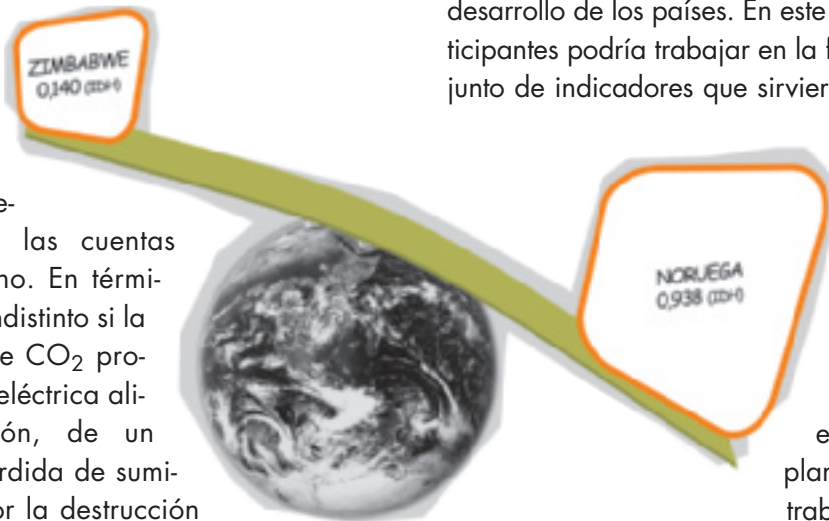 desarrollo de los países. En este
ticipantes podría trabajar en la
junto de indicadores que sirvier
ZIMBABWE
0,140 (IDH)
NORUEGA
0,938 (IDH)
e-
las cuentas
no. En térmi-
ndistinto si la
e CO₂ pro-
eléctrica ali-
ón, de un
rdida de sumi-
or la destrucción
e
plan
trab